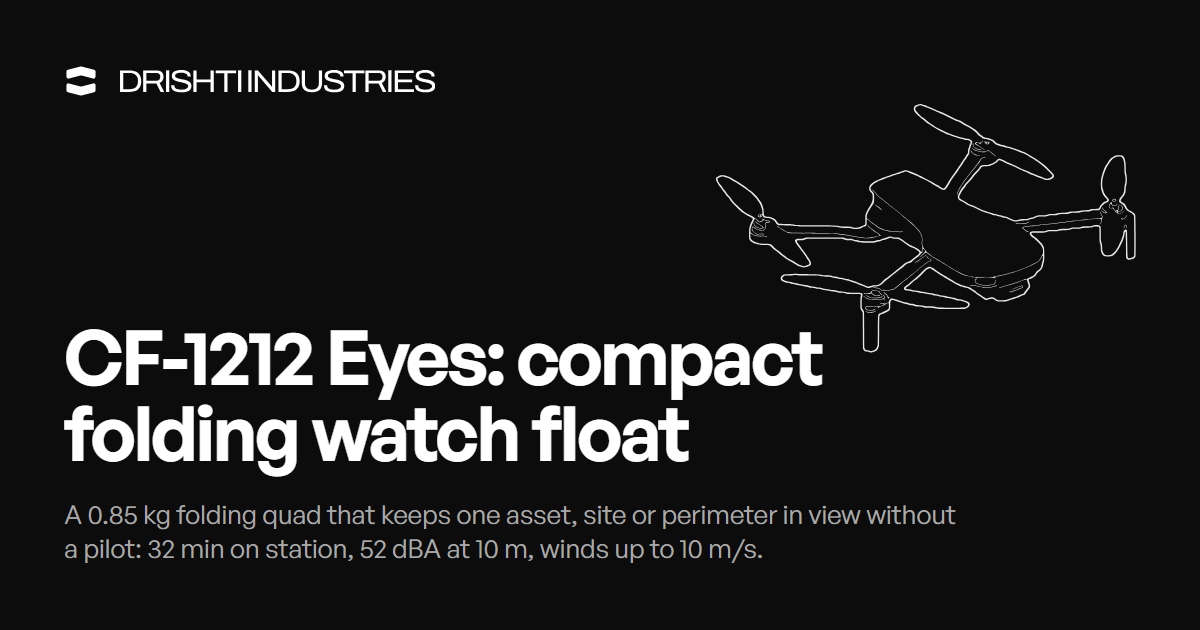 DRISHTI INDUSTRIES
CF-1212 Eyes: compact
folding watch float
A 0.85 kg folding quad that keeps one asset, site or perimeter in view without
a pilot: 32 min on station, 52 dBA at 10 m, winds up to 10 m/s.